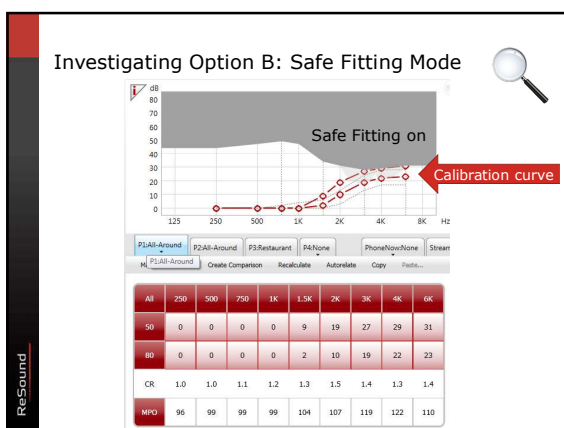 Investigating Option B: Safe Fitting Mode
i
dB
80
70
60
50
40
30
20
10
0
Safe Fitting on
Calibration curve
125 250 500 1K 2K 4K 8K Hz
P1:All-Around P2:All-Around P3:Restaurant P4:None PhoneNow:None Stream
P1:All-Around Create Comparison Recalculate Autorelate Copy Paste...
All 250 500 750 1K 1.5K 2K 3K 4K 6K
50 0 0 0 0 9 19 27 29 31
80 0 0 0 0 2 10 19 22 23
CR 1.0 1.0 1.1 1.2 1.3 1.5 1.4 1.3 1.4
MPO 96 99 99 99 104 107 119 122 110
ReSound